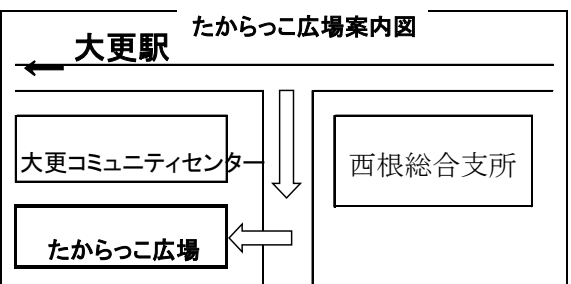 たからっこ広場案内図
大更駅
大更コミュニティセンター
西根総合支所
たからっこ広場